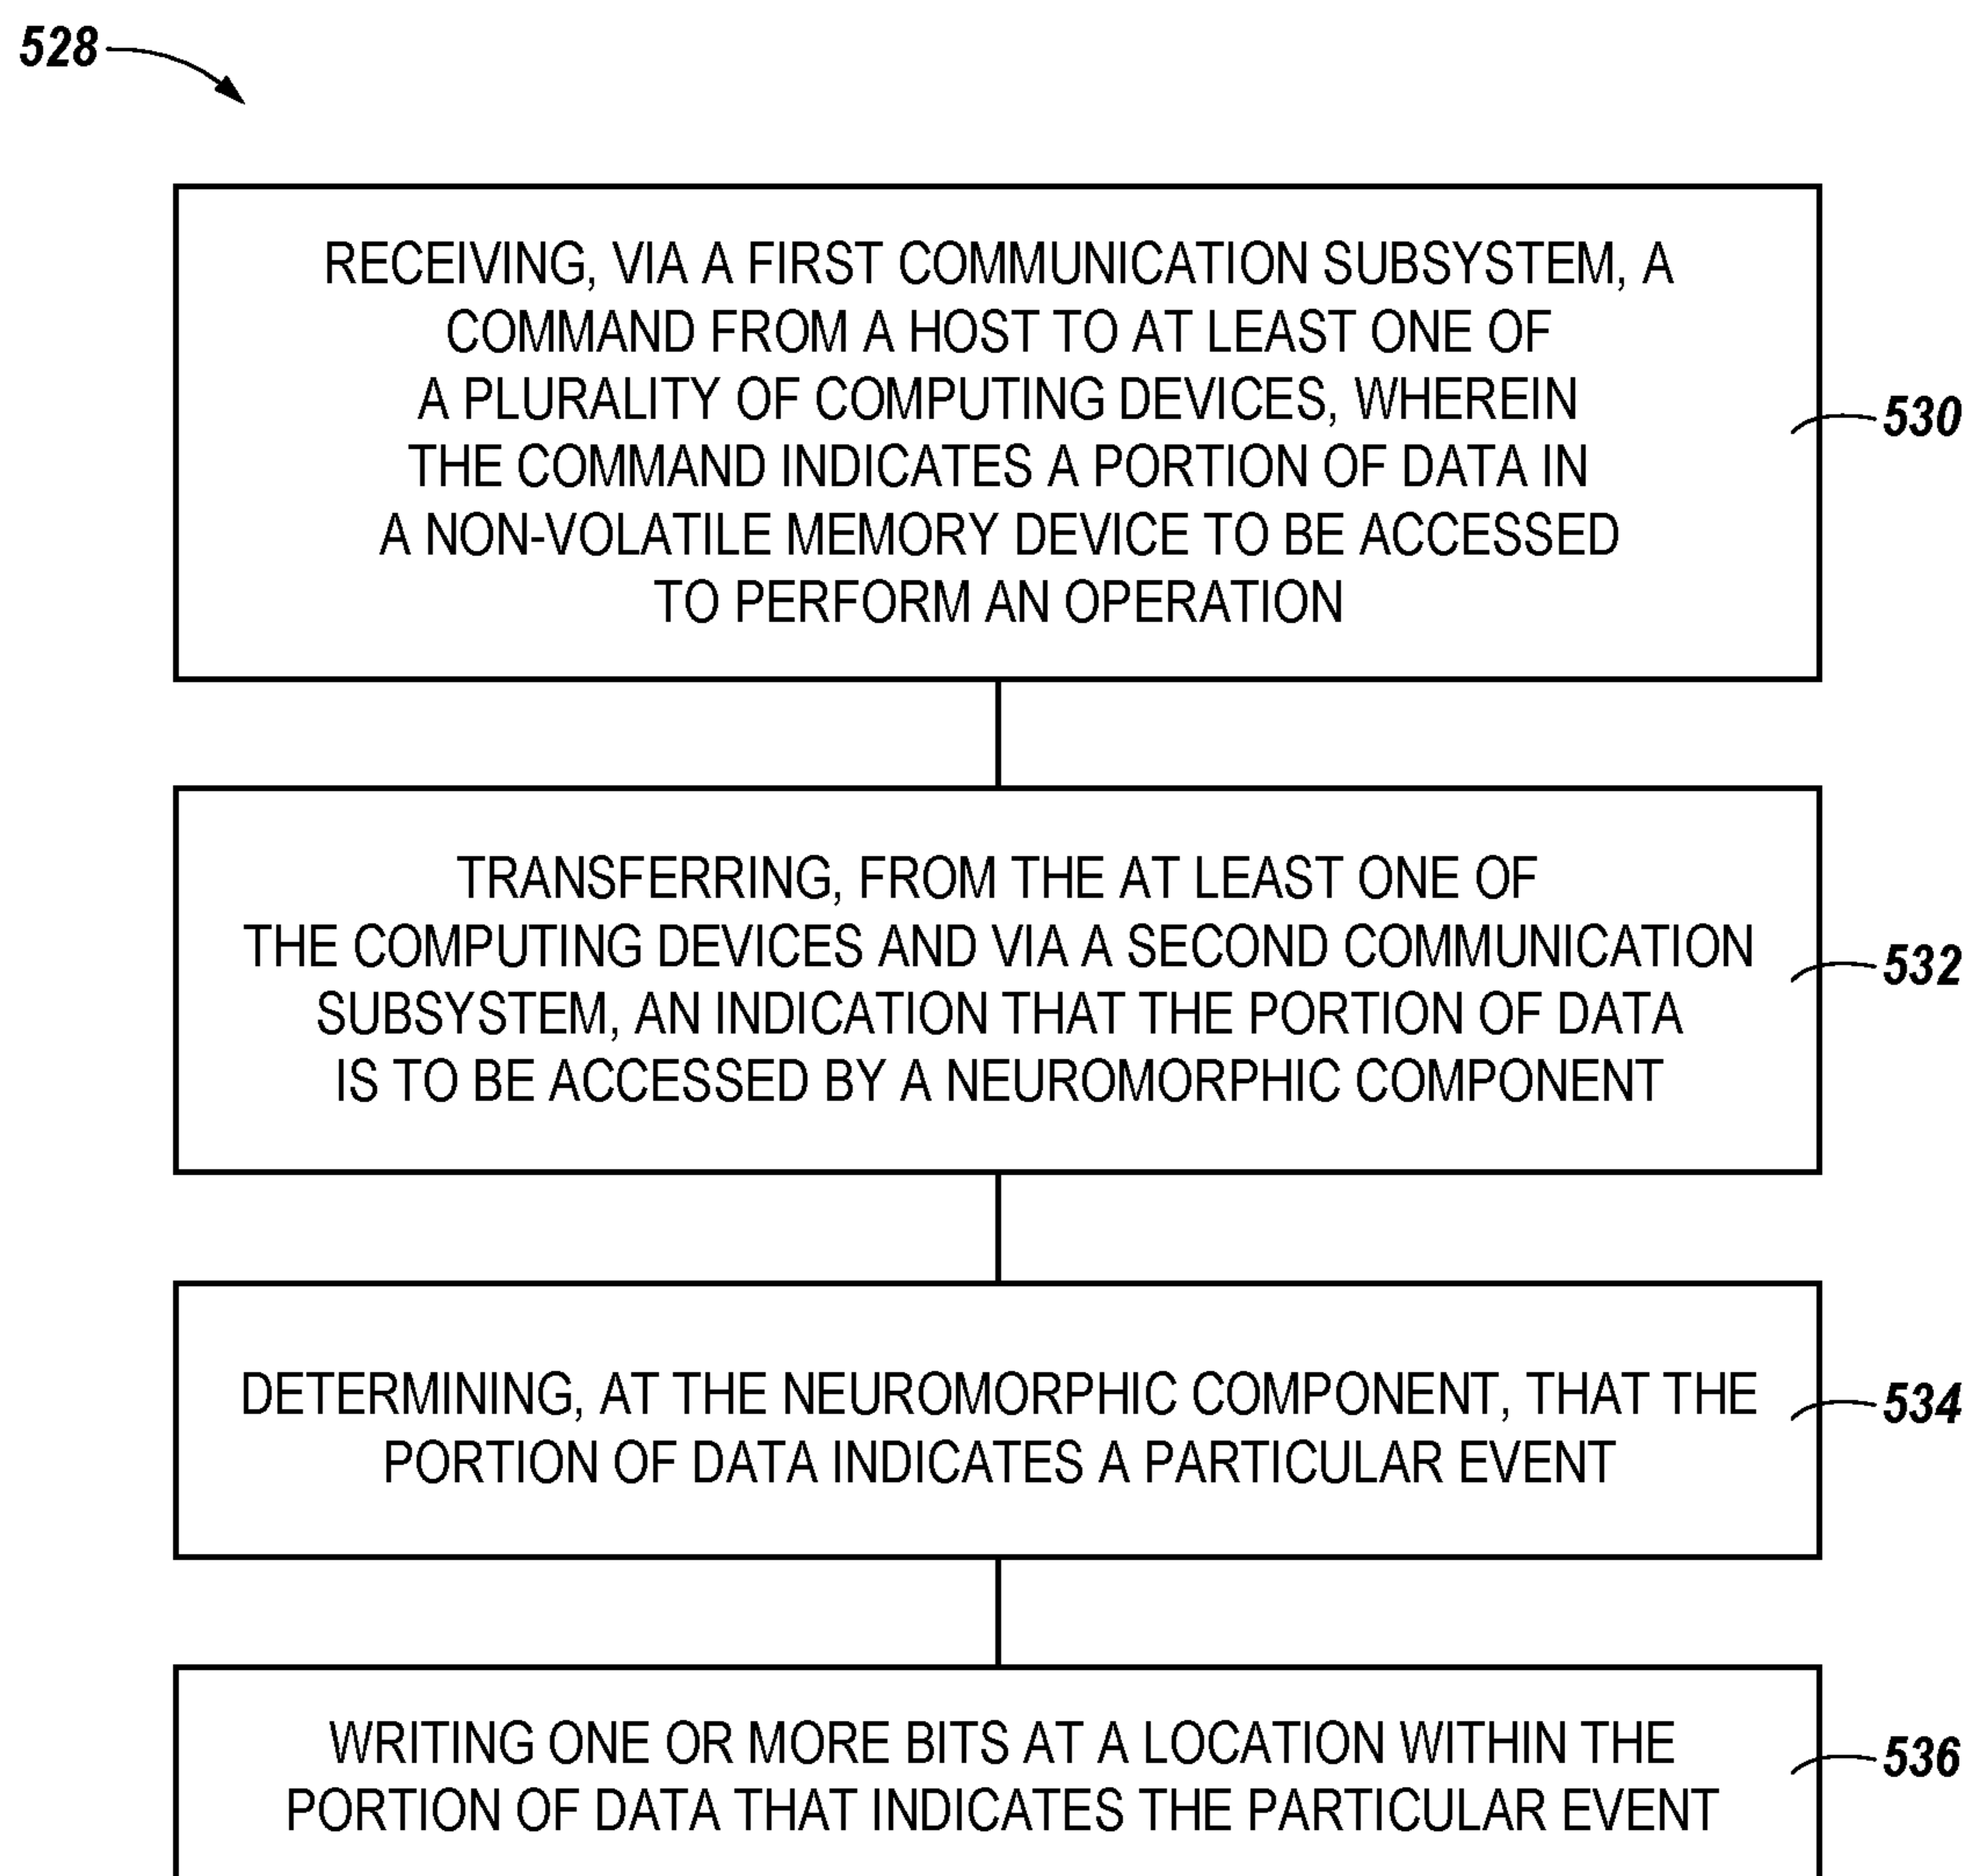 528
RECEIVING, VIA A FIRST COMMUNICATION SUBSYSTEM, A
COMMAND FROM A HOST TO AT LEAST ONE OF
A PLURALITY OF COMPUTING DEVICES, WHEREIN
THE COMMAND INDICATES A PORTION OF DATA IN
A NON-VOLATILE MEMORY DEVICE TO BE ACCESSED
TO PERFORM AN OPERATION
530
TRANSFERRING, FROM THE AT LEAST ONE OF
THE COMPUTING DEVICES AND VIA A SECOND COMMUNICATION
SUBSYSTEM, AN INDICATION THAT THE PORTION OF DATA
IS TO BE ACCESSED BY A NEUROMORPHIC COMPONENT
532
DETERMINING, AT THE NEUROMORPHIC COMPONENT, THAT THE
PORTION OF DATA INDICATES A PARTICULAR EVENT
534
WRITING ONE OR MORE BITS AT A LOCATION WITHIN THE
PORTION OF DATA THAT INDICATES THE PARTICULAR EVENT
536